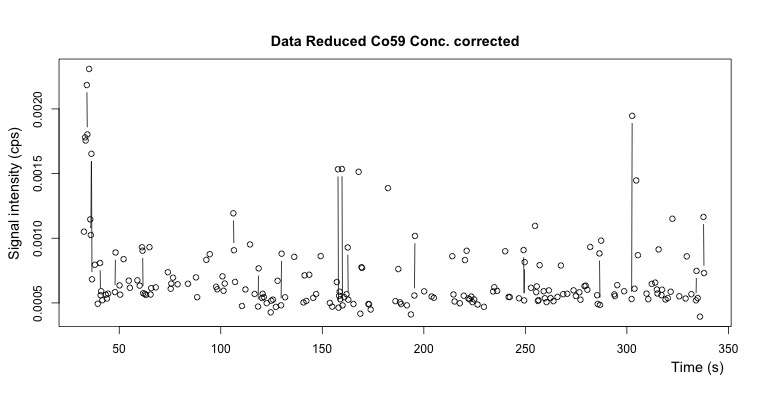 Data Reduced Co59 Conc. corrected
Signal intensity (cps)
0.0020
0.0015
0.0010
0.0005
50 100 150 200 250 300 350
Time (s)